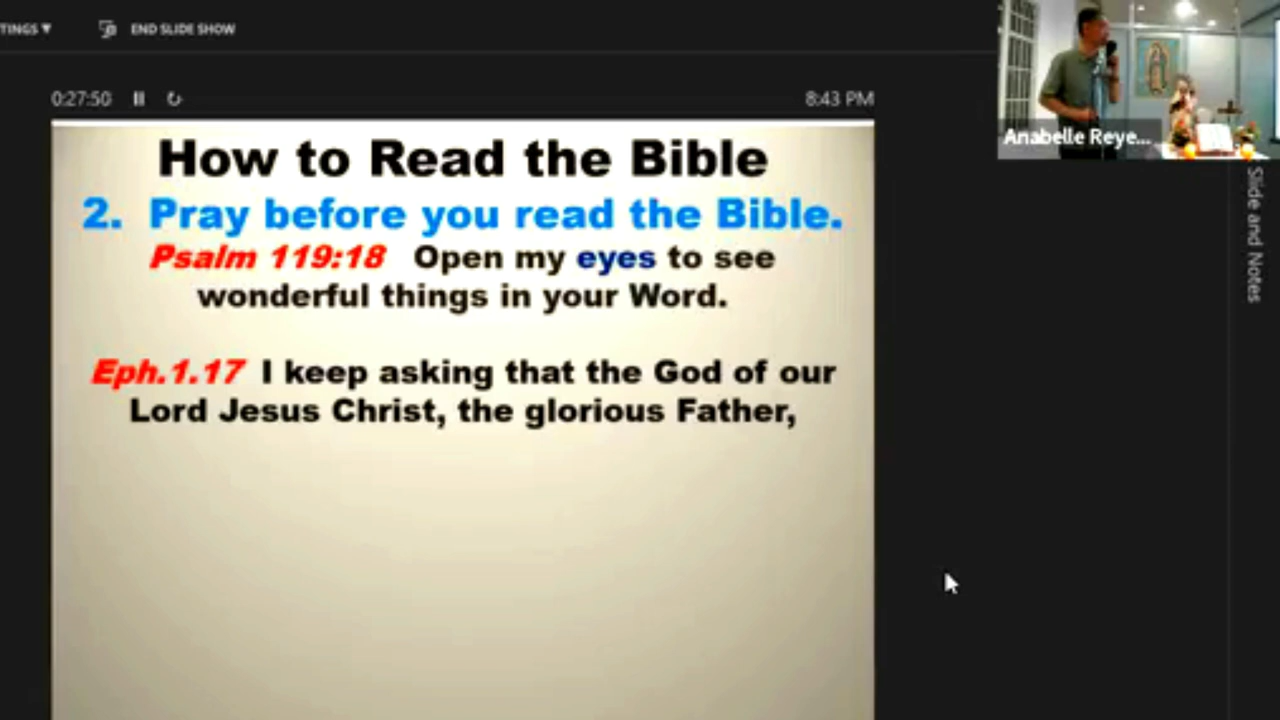 TINGS ▼ END SLIDE SHOW
0:27:50 8:43 PM
Anabelle Reye...
Slide and Notes
How to Read the Bible
2. Pray before you read the Bible.
Psalm 119:18 Open my eyes to see
wonderful things in your Word.
Eph.1.17 I keep asking that the God of our
Lord Jesus Christ, the glorious Father,